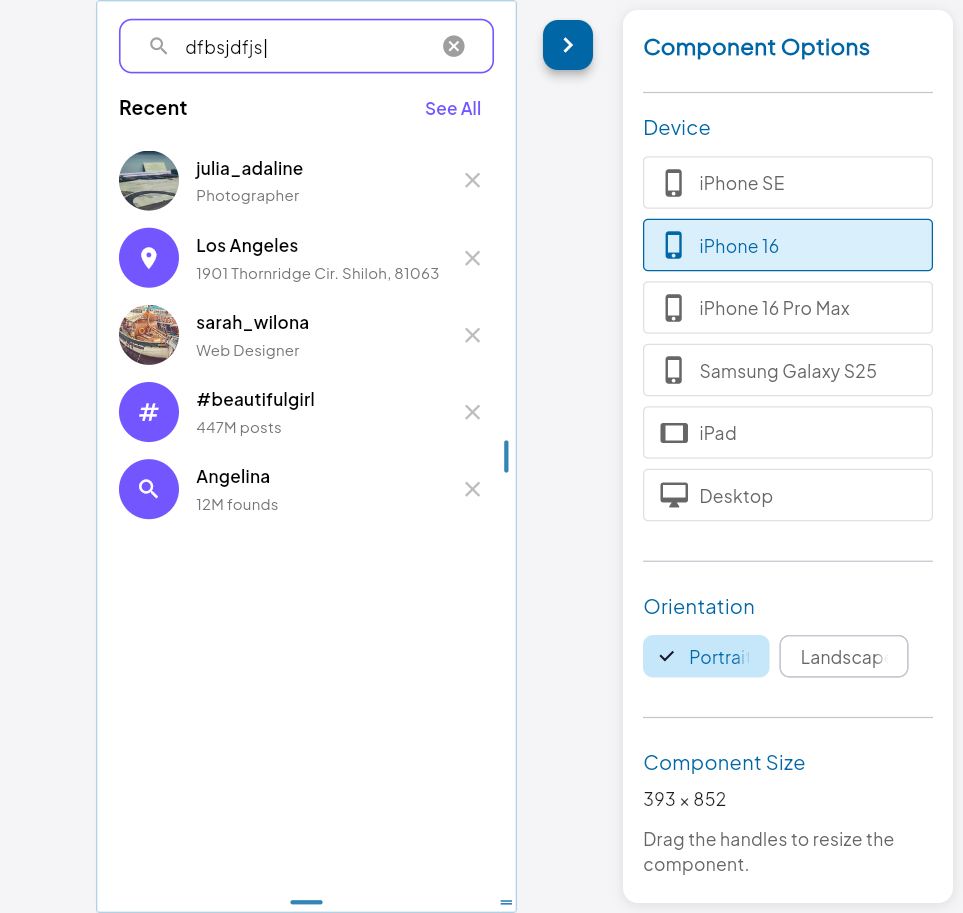 dfbsjdfjs
Recent
See All
julia_adaline
Photographer
Los Angeles
1901 Thornridge Cir. Shiloh, 81063
sarah_wilona
Web Designer
#
#beautifulgirl
447M posts
Angelina
12M founds
Component Options
Device
iPhone SE
iPhone 16
iPhone 16 Pro Max
Samsung Galaxy S25
iPad
Desktop
Orientation
Portrait
Landscape
Component Size
393 × 852
Drag the handles to resize the
component.